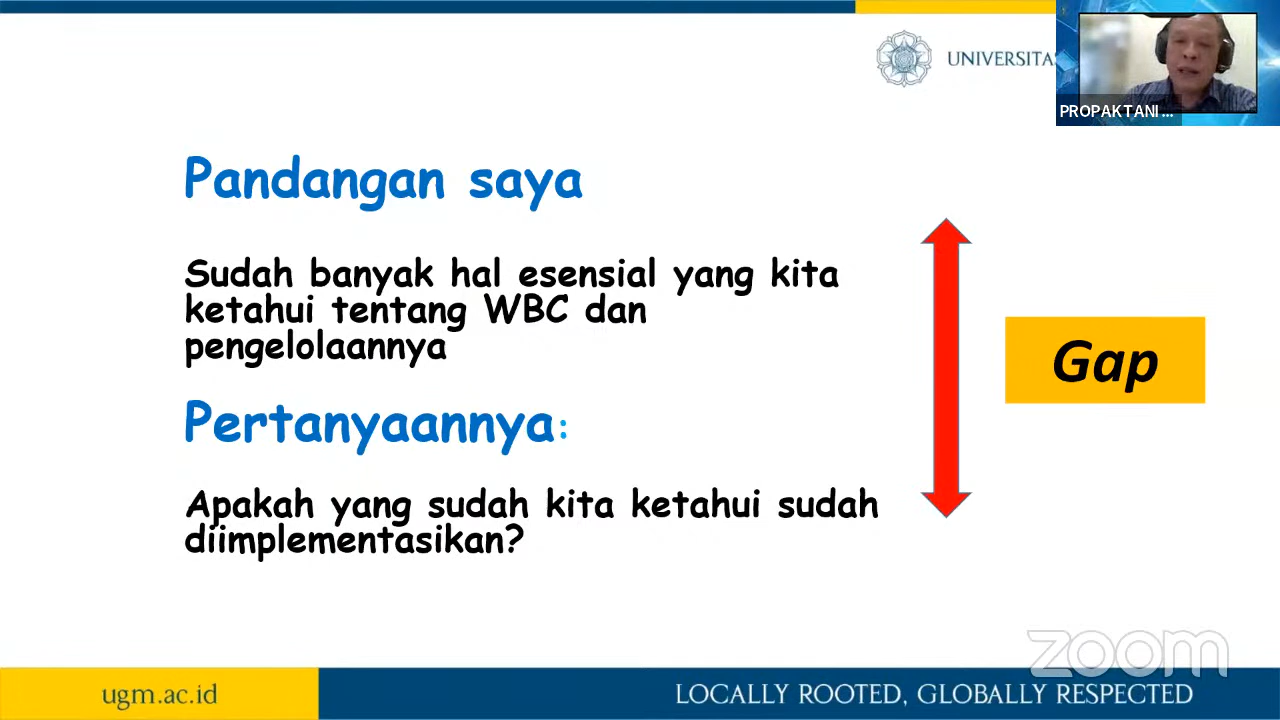 UNIVERSITAS
PROPAKTANI ...
Pandangan saya
Sudah banyak hal esensial yang kita
ketahui tentang WBC dan
pengelolaannya
Gap
Pertanyaannya:
Apakah yang sudah kita ketahui sudah
diimplementasikan?
zoom
ugm.ac.id
LOCALLY ROOTED, GLOBALLY RESPECTED